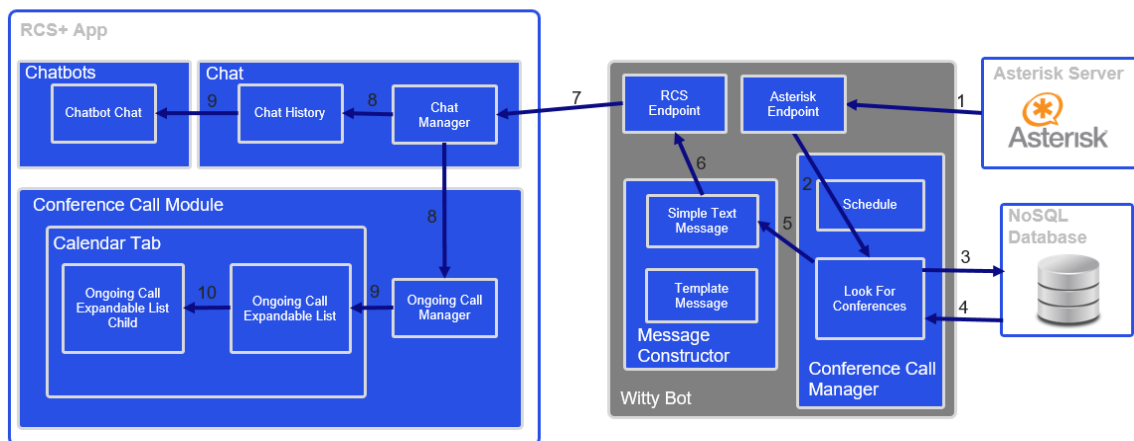 RCS+ App
Chatbots
Chatbot Chat
9
Chat
Chat History
8
Chat
Manager
7
8
Conference Call Module
Calendar Tab
Ongoing Call
Expandable List
Child
10
Ongoing Call
Expandable List
9
Ongoing Call
Manager
RCS
Endpoint
Asterisk
Endpoint
1
Asterisk Server
Asterisk
6
2
Simple Text
Message
5
Schedule
Template
Message
Message
Constructor
Look For
Conferences
Conference Call
Manager
Witty Bot
3
4
NoSQL
Database